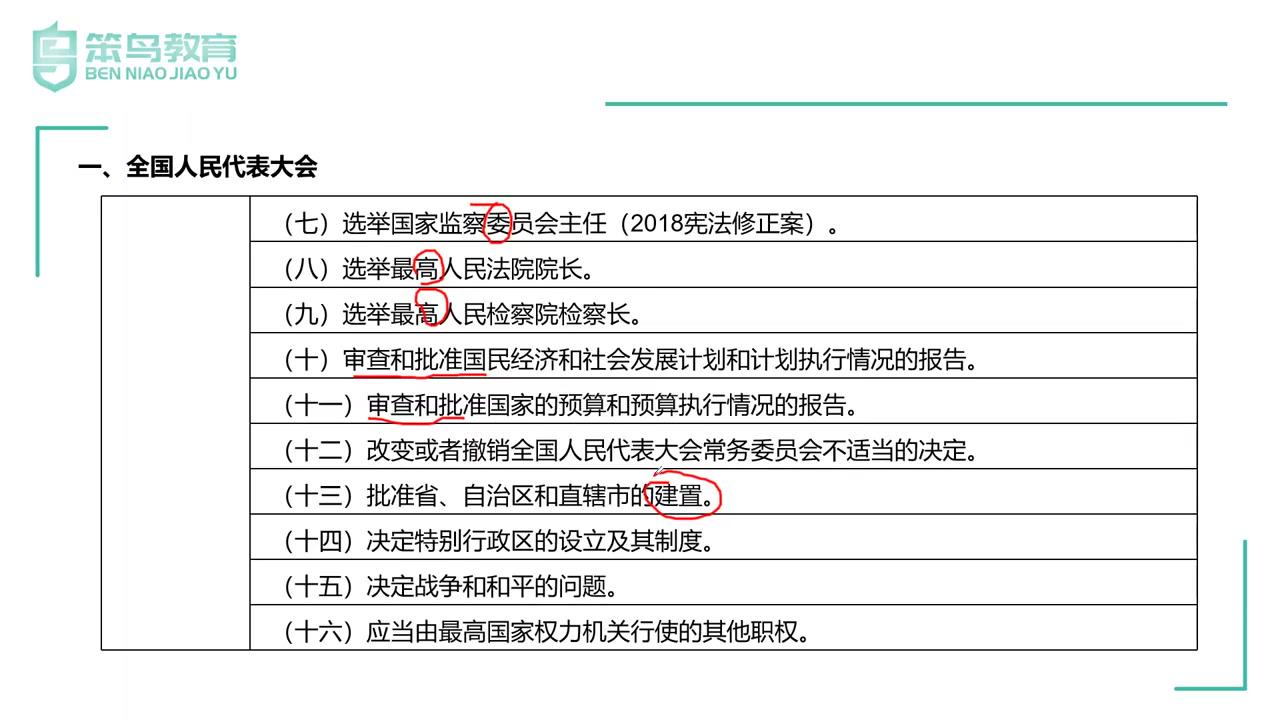 笨鸟教育
BEN NIAO JIAO YU
一、全国人民代表大会
（七）选举国家监察委员会主任（2018宪法修正案）。
（八）选举最高人民法院院长。
（九）选举最高人民检察院检察长。
（十）审查和批准国民经济和社会发展计划和计划执行情况的报告。
（十一）审查和批准国家的预算和预算执行情况的报告。
（十二）改变或者撤销全国人民代表大会常务委员会不适当的决定。
（十三）批准省、自治区和直辖市的建置。
（十四）决定特别行政区的设立及其制度。
（十五）决定战争和和平的问题。
（十六）应当由最高国家权力机关行使的其他职权。